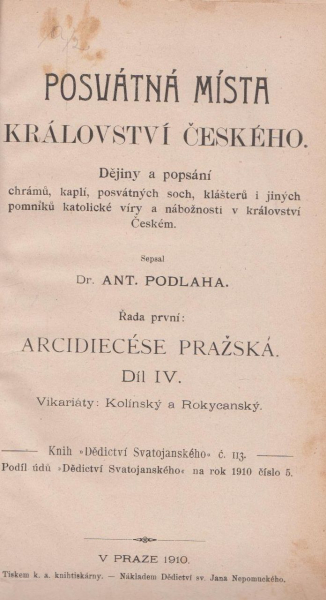 POSVÁTNÁ MÍSTA
KRÁLOVSTVÍ ČESKÉHO.
Dějiny a popsání
chrámů, kaplí, posvátných soch, klášterů i jiných
pomníků katolické víry a nábožnosti v království
Českém.
Sepsal
Dr. ANT. PODLAHA.
Řada první:
ARCIDIECÉSE PRAŽSKÁ.
Díl IV.
Vikariáty: Kolínský a Rokycanský.
Knih »Dědictví Svatojanského« č. 113.
Podíl údů »Dědictví Svatojanského« na rok 1910 číslo 5.
V PRAZE 1910.
Tiskem k. a. knihtiskárny. — Nákladem Dědictví sv. Jana Nepomuckého.